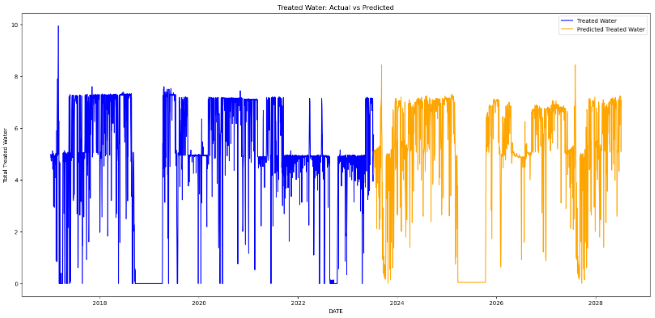 Treated Water: Actual vs Predicted
Treated Water
Predicted Treated Water
10
8
6
4
2
0
Total Treated Water
2018
2020
2022
2024
2026
2028
DATE